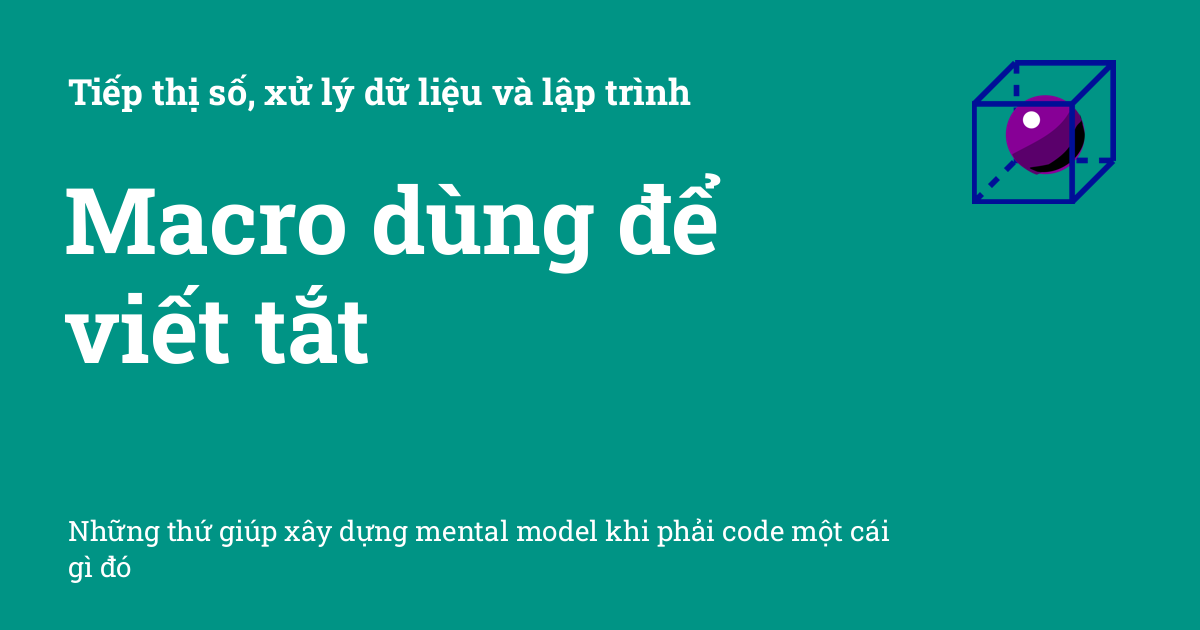 Tiếp thị số, xử lý dữ liệu và lập trình
Macro dùng để
viết tắt
Những thứ giúp xây dựng mental model khi phải code một cái
gì đó